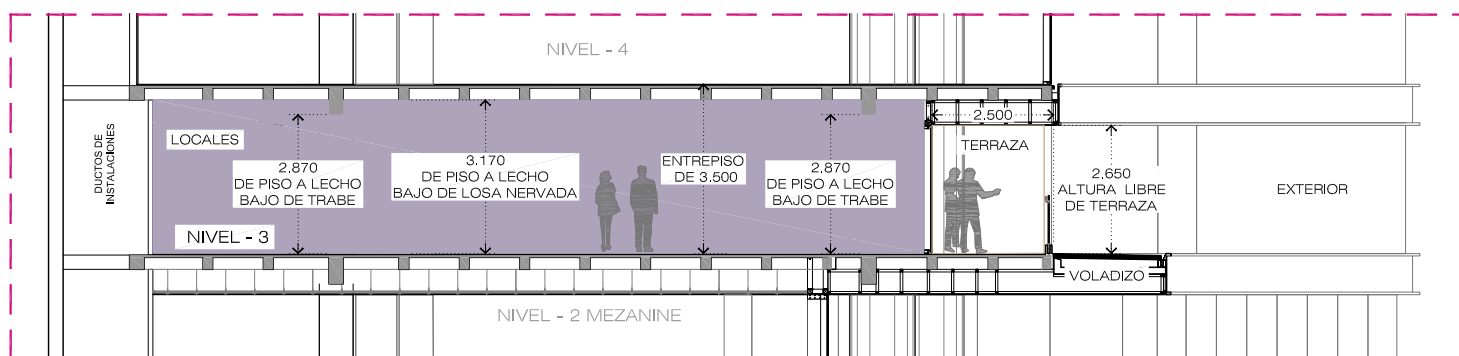 NIVEL - 4
DUCTOS DE
INSTALACIONES
LOCALES
2.870
DE PISO A LECHO
BAJO DE TRABE
3.170
DE PISO A LECHO
BAJO DE LOSA NERVADA
ENTREPISO
DE 3.500
2.870
DE PISO A LECHO
BAJO DE TRABE
2.500
TERRAZA
2.650
ALTURA LIBRE
DE TERRAZA
EXTERIOR
NIVEL - 3
VOLADIZO
NIVEL - 2 MEZANINE